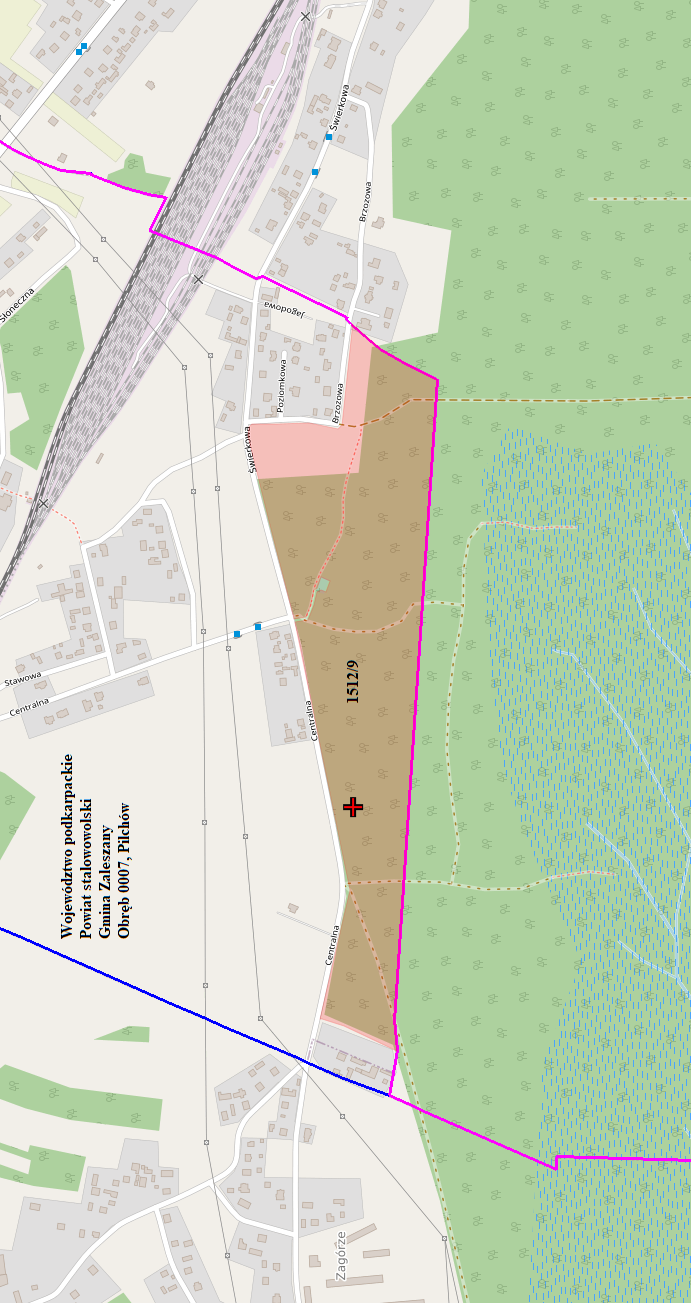 Świerkowa
Brzozowa
Słoneczna
Jagodowa
Poziomkowa
Brzozowa
Świerkowa
1512/9
Stawowa
Centralna
Centralna
Województwo podkarpackie
Powiat stalowowolski
Gmina Zaleszany
Obręb 0007, Pilchów
Centralna
Zagórze